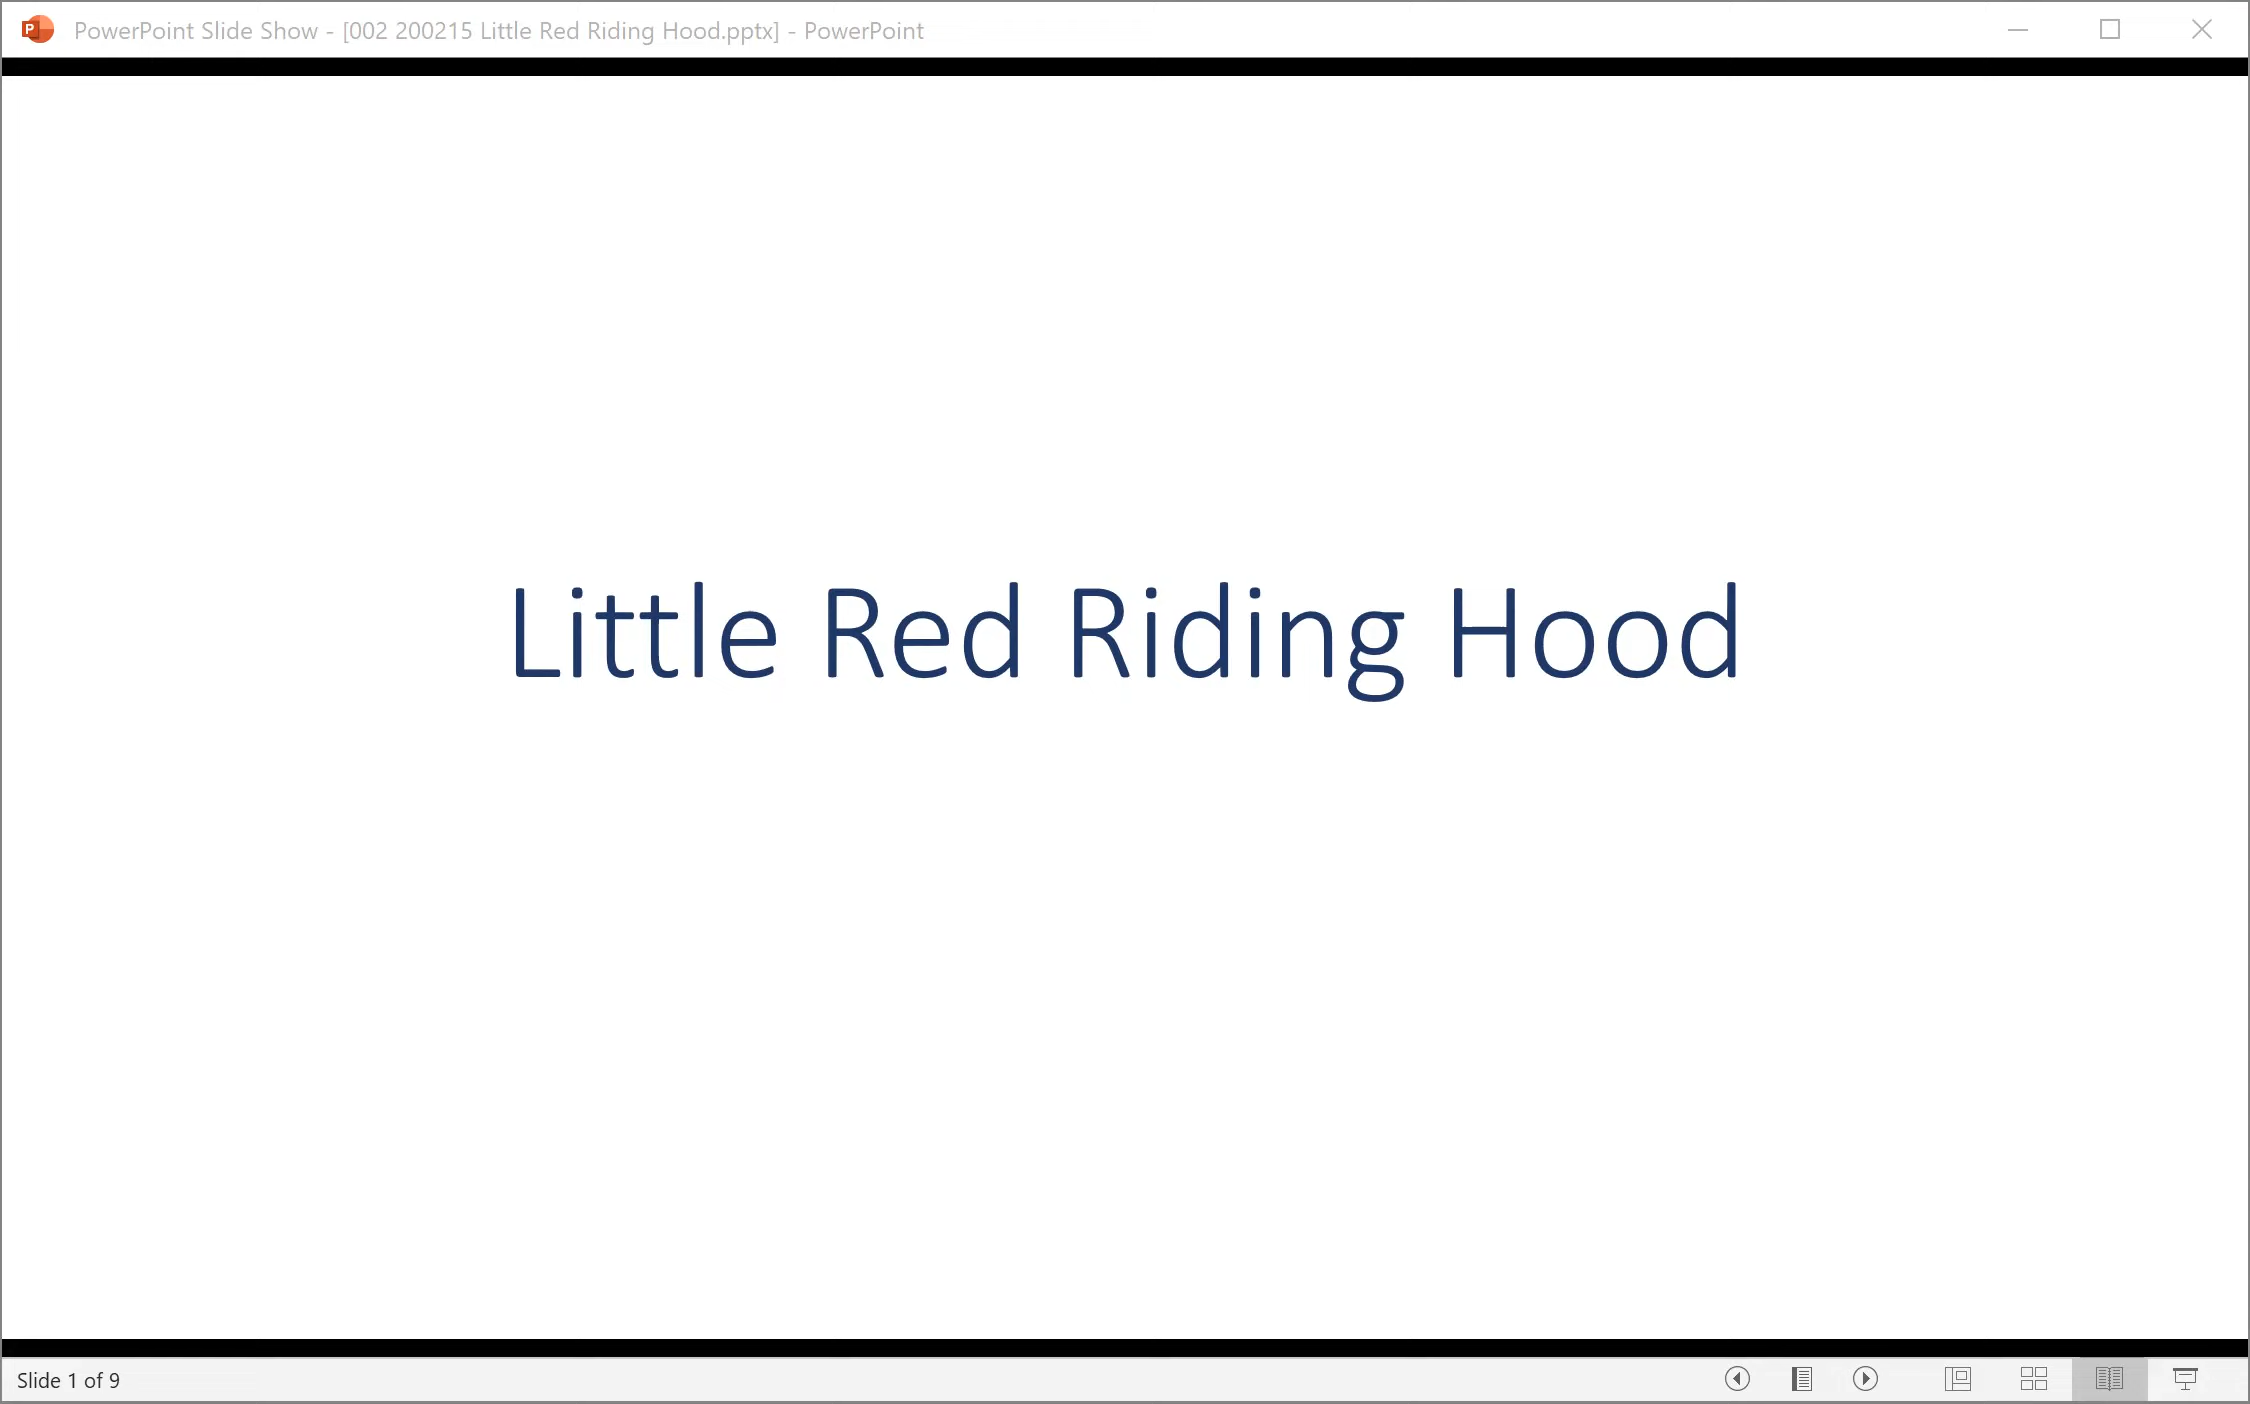 PowerPoint Slide Show - [002 200215 Little Red Riding Hood.pptx] - PowerPoint
Little Red Riding Hood
Slide 1 of 9